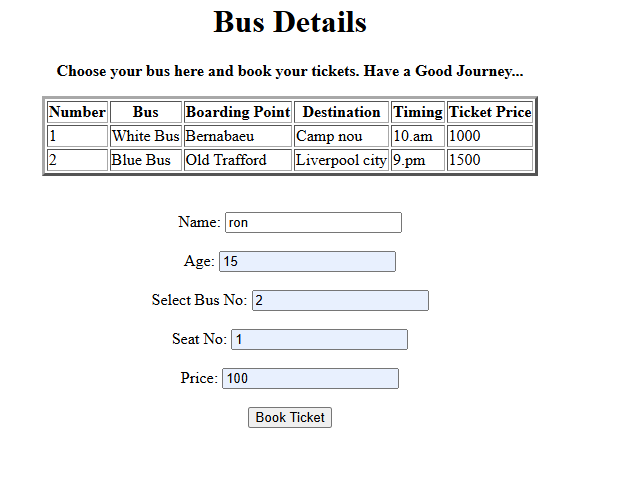 Bus Details
Choose your bus here and book your tickets. Have a Good Journey...
Number Bus Boarding Point Destination Timing Ticket Price
1 White Bus Bernabaeu Camp nou 10.am 1000
2 Blue Bus Old Trafford Liverpool city 9.pm 1500
Name: ron
Age: 15
Select Bus No: 2
Seat No: 1
Price: 100
Book Ticket